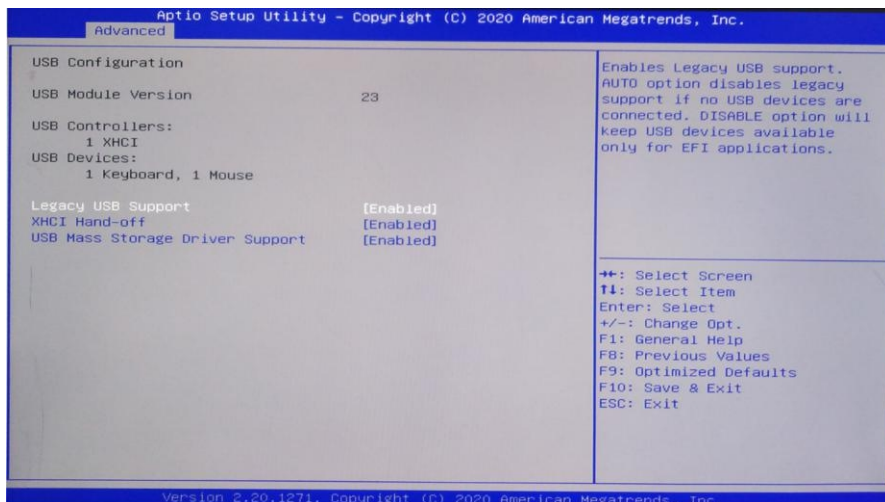 Aptio Setup Utility – Copyright (C) 2020 American Megatrends, Inc.
Advanced
USB Configuration
USB Module Version 23
USB Controllers:
1 XHCI
USB Devices:
1 Keyboard, 1 Mouse
Legacy USB Support [Enabled]
XHCI Hand-off [Enabled]
USB Mass Storage Driver Support [Enabled]
Enables Legacy USB support.
AUTO option disables legacy
support if no USB devices are
connected. DISABLE option will
keep USB devices available
only for EFI applications.
→←: Select Screen
↑↓: Select Item
Enter: Select
+/-: Change Opt.
F1: General Help
F8: Previous Values
F9: Optimized Defaults
F10: Save & Exit
ESC: Exit
Version 2.20.1271. Copyright (C) 2020 American Megatrends, Inc.